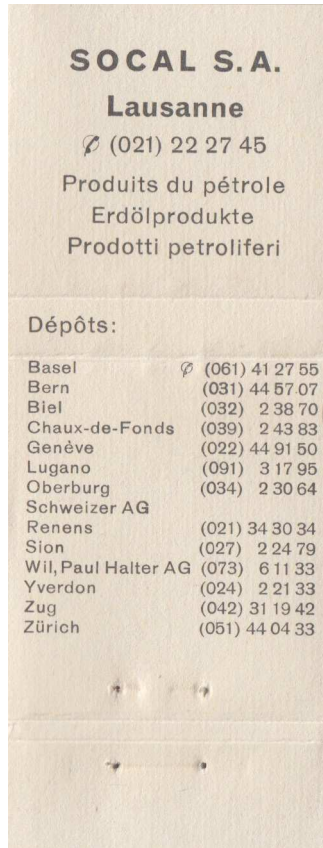 SOCAL S.A.
Lausanne
✆ (021) 22 27 45
Produits du pétrole
Erdölprodukte
Prodotti petroliferi
Dépôts:
Basel ✆ (061) 41 27 55
Bern (031) 44 57 07
Biel (032) 2 38 70
Chaux-de-Fonds (039) 2 43 83
Genève (022) 44 91 50
Lugano (091) 3 17 95
Oberburg (034) 2 30 64
Schweizer AG
Renens (021) 34 30 34
Sion (027) 2 24 79
Wil, Paul Halter AG (073) 6 11 33
Yverdon (024) 2 21 33
Zug (042) 31 19 42
Zürich (051) 44 04 33